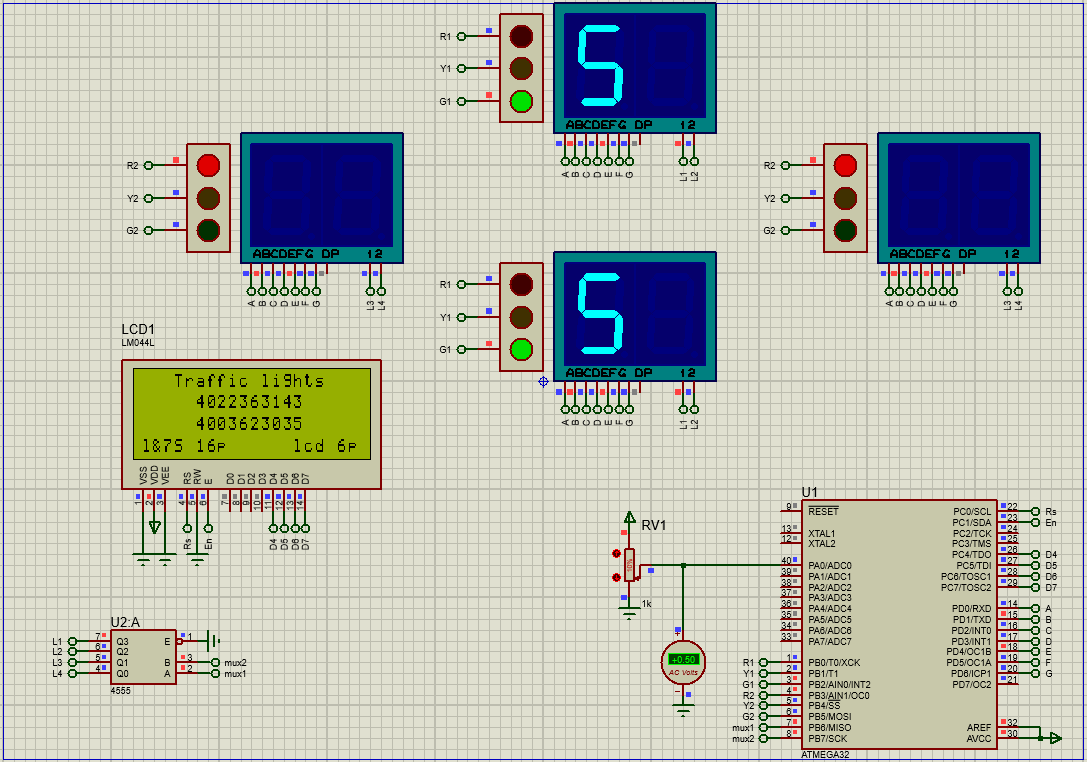 R1
Y1
G1
5
ABCDEFG DP 12
A B C D E F G L1 L2
R2
Y2
G2
ABCDEFG DP 12
A B C D E F G L3 L4
R2
Y2
G2
ABCDEFG DP 12
A B C D E F G L3 L4
R1
Y1
G1
5
ABCDEFG DP 12
A B C D E F G L1 L2
LCD1
LM044L
Traffic lights
4022363143
4003623035
1&7S 16p lcd 6p
VSS VDD VEE RS RW E D0 D1 D2 D3 D4 D5 D6 D7
1 2 3 4 5 6 7 8 9 10 11 12 13 14
Rs En D4 D5 D6 D7
U2:A
L1 7 Q3 E 1
L2 6 Q2
L3 5 Q1 B 3 mux2
L4 4 Q0 A 2 mux1
4555
RV1
1k
+0.50
AC Volts
U1
9 RESET PC0/SCL 22 Rs
PC1/SDA 23 En
13 XTAL1 PC2/TCK 24
12 XTAL2 PC3/TMS 25
PC4/TDO 26 D4
40 PA0/ADC0 PC5/TDI 27 D5
39 PA1/ADC1 PC6/TOSC1 28 D6
38 PA2/ADC2 PC7/TOSC2 29 D7
37 PA3/ADC3
36 PA4/ADC4 PD0/RXD 14 A
35 PA5/ADC5 PD1/TXD 15 B
34 PA6/ADC6 PD2/INT0 16 C
33 PA7/ADC7 PD3/INT1 17 D
PD4/OC1B 18 E
R1 1 PB0/T0/XCK PD5/OC1A 19 F
Y1 2 PB1/T1 PD6/ICP1 20 G
G1 3 PB2/AIN0/INT2 PD7/OC2 21
R2 4 PB3/AIN1/OC0
Y2 5 PB4/SS
G2 6 PB5/MOSI
mux1 7 PB6/MISO AREF 32
mux2 8 PB7/SCK AVCC 30
ATMEGA32